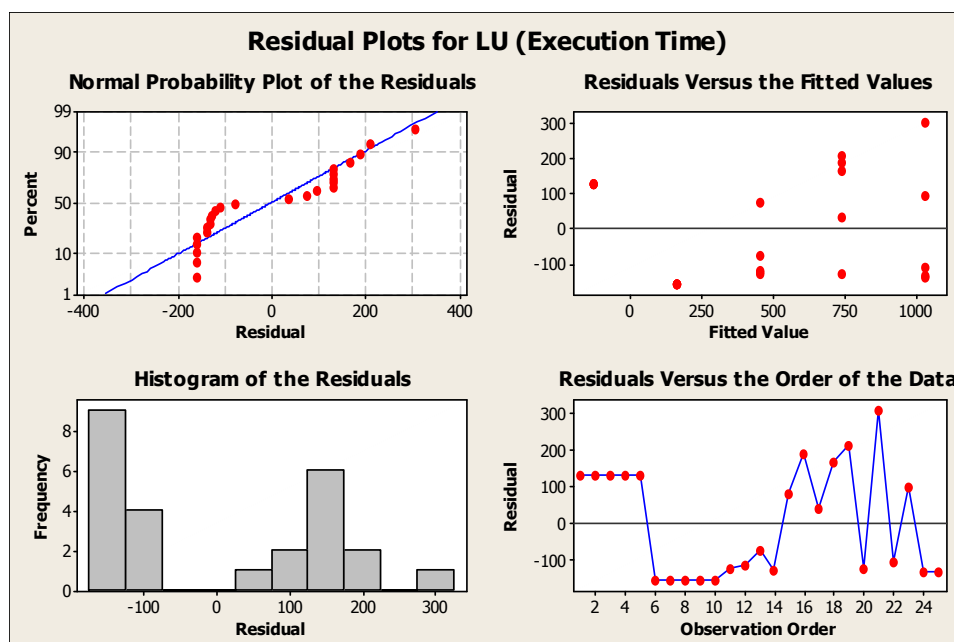 Residual Plots for LU (Execution Time)
Normal Probability Plot of the Residuals
99
90
50
10
1
Percent
-400 -200 0 200 400
Residual
Residuals Versus the Fitted Values
300
200
100
0
-100
Residual
0 250 500 750 1000
Fitted Value
Histogram of the Residuals
8
6
4
2
0
Frequency
-100 0 100 200 300
Residual
Residuals Versus the Order of the Data
300
200
100
0
-100
Residual
2 4 6 8 10 12 14 16 18 20 22 24
Observation Order